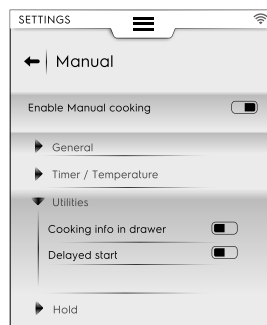 SETTINGS
Manual
Enable Manual cooking
General
Timer / Temperature
Utilities
Cooking info in drawer
Delayed start
Hold